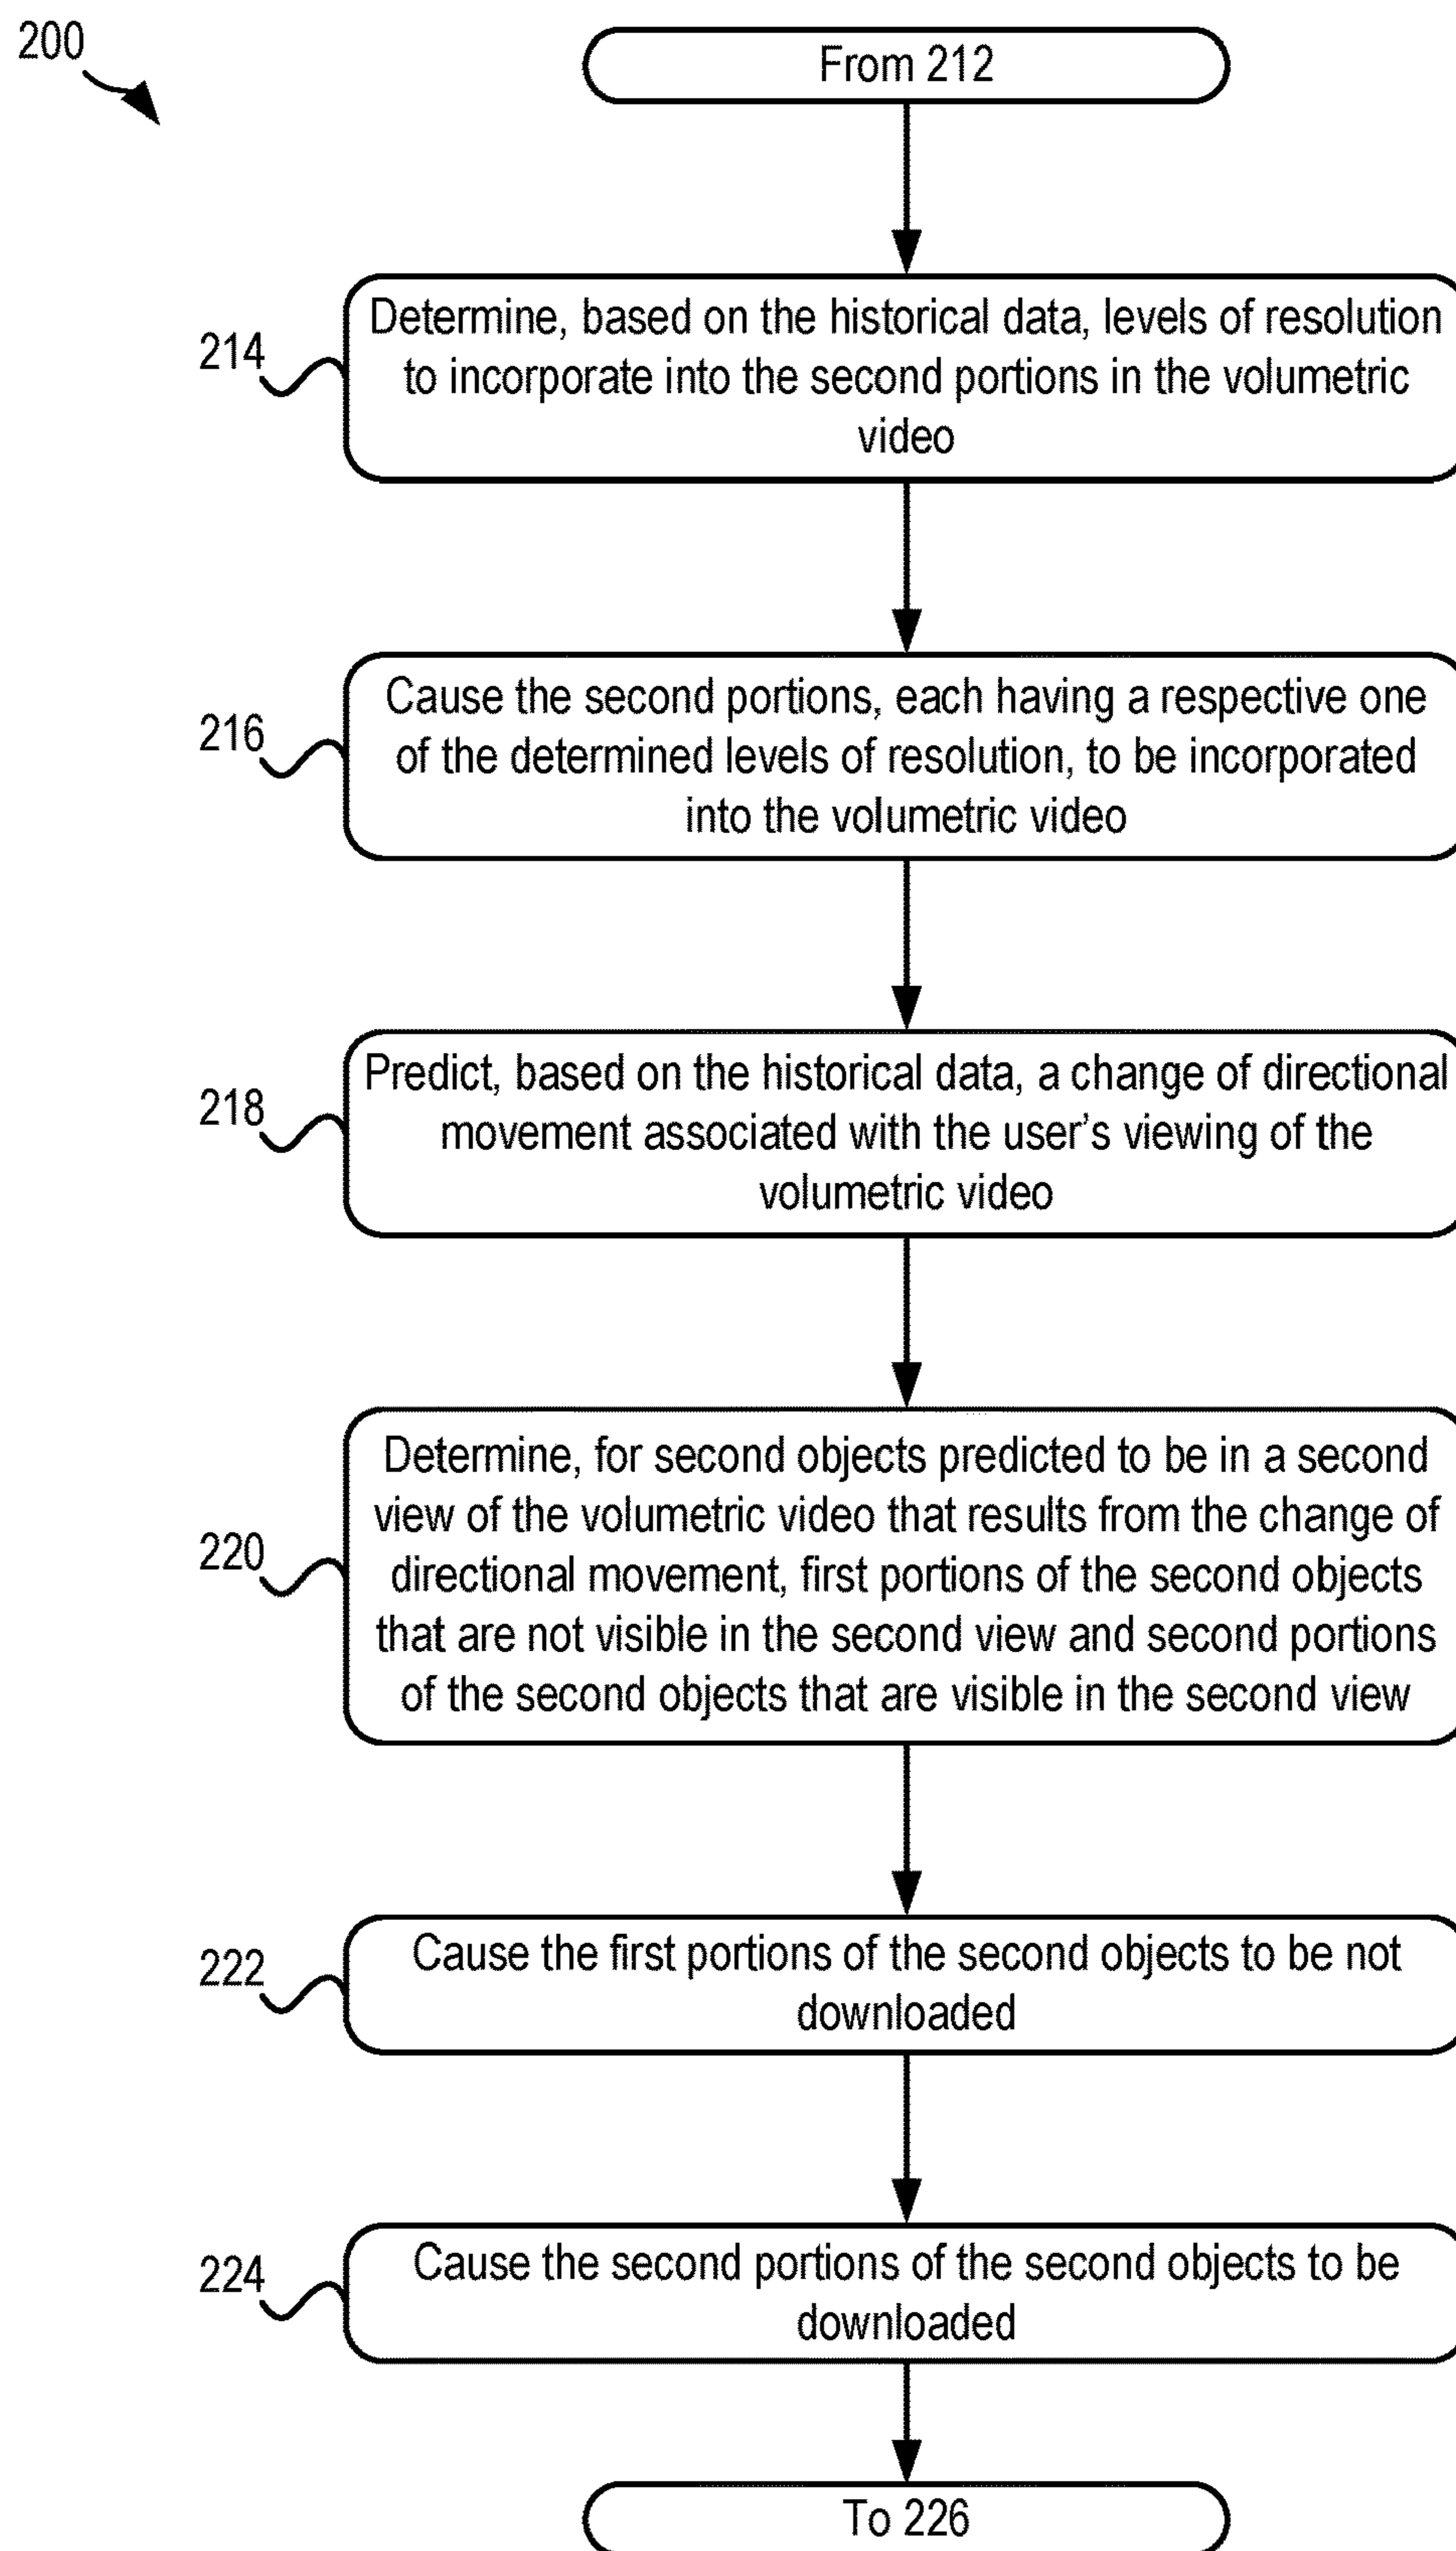 200
From 212
214
Determine, based on the historical data, levels of resolution
to incorporate into the second portions in the volumetric
video
216
Cause the second portions, each having a respective one
of the determined levels of resolution, to be incorporated
into the volumetric video
218
Predict, based on the historical data, a change of directional
movement associated with the user's viewing of the
volumetric video
220
Determine, for second objects predicted to be in a second
view of the volumetric video that results from the change of
directional movement, first portions of the second objects
that are not visible in the second view and second portions
of the second objects that are visible in the second view
222
Cause the first portions of the second objects to be not
downloaded
224
Cause the second portions of the second objects to be
downloaded
To 226